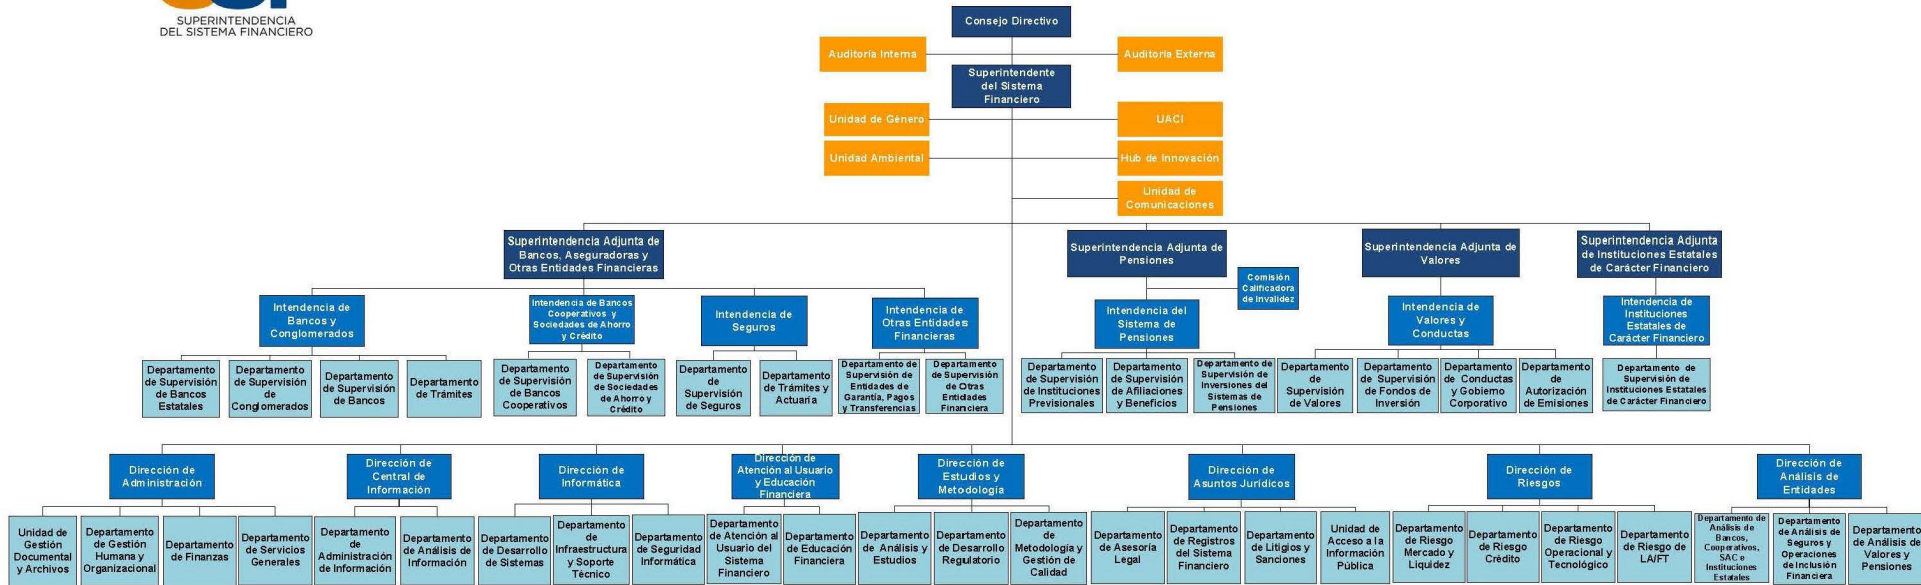 SUPERINTENDENCIA
DEL SISTEMA FINANCIERO
Consejo Directivo
Auditoría Interna
Auditoría Externa
Superintendente
del Sistema
Financiero
Unidad de Género
UACI
Unidad Ambiental
Hub de Innovación
Unidad de
Comunicaciones
Superintendencia Adjunta de
Bancos, Aseguradoras y
Otras Entidades Financieras
Superintendencia Adjunta de
Pensiones
Superintendencia Adjunta de
Valores
Superintendencia Adjunta
de Instituciones Estatales
de Carácter Financiero
Comisión
Calificadora
de Invalidez
Intendencia de
Bancos y
Conglomerados
Intendencia de Bancos
Cooperativos y
Sociedades de Ahorro
y Crédito
Intendencia de
Seguros
Intendencia de
Otras Entidades
Financieras
Intendencia del
Sistema de
Pensiones
Intendencia de
Valores y
Conductas
Intendencia de
Instituciones
Estatales de
Carácter Financiero
Departamento
de Supervisión
de Bancos
Estatales
Departamento
de Supervisión
de
Conglomerados
Departamento
de Supervisión
de Bancos
Departamento
de Trámites
Departamento
de Supervisión
de Bancos
Cooperativos
Departamento
de Supervisión
de Sociedades
de Ahorro y
Crédito
Departamento
de
Supervisión
de Seguros
Departamento
de Trámites y
Actuaría
Departamento de
Supervisión de
Entidades de
Garantía, Pagos
y Transferencias
Departamento
de Supervisión
de Otras
Entidades
Financiera
Departamento
de Supervisión
de Instituciones
Previsionales
Departamento
de Supervisión
de Afiliaciones
y Beneficios
Departamento de
Supervisión de
Inversiones del
Sistemas de
Pensiones
Departamento
de
Supervisión
de Valores
Departamento
de Supervisión
de Fondos de
Inversión
Departamento
de Conductas
y Gobierno
Corporativo
Departamento
de
Autorización
de Emisiones
Departamento de
Supervisión de
Instituciones Estatales
de Carácter Financiero
Dirección de
Administración
Dirección de
Central de
Información
Dirección de
Informática
Dirección de
Atención al Usuario
y Educación
Financiera
Dirección de
Estudios y
Metodología
Dirección de
Asuntos Jurídicos
Dirección de
Riesgos
Dirección de
Análisis de
Entidades
Unidad de
Gestión
Documental
y Archivos
Departamento
de Gestión
Humana y
Organizacional
Departamento
de Finanzas
Departamento
de Servicios
Generales
Departamento
de
Administración
de Información
Departamento
de Análisis de
Información
Departamento
de Desarrollo
de Sistemas
Departamento
de
Infraestructura
y Soporte
Técnico
Departamento
de Seguridad
Informática
Departamento
de Atención al
Usuario del
Sistema
Financiero
Departamento
de Educación
Financiera
Departamento
de Análisis y
Estudios
Departamento
de Desarrollo
Regulatorio
Departamento
de
Metodología y
Gestión de
Calidad
Departamento
de Asesoría
Legal
Departamento
de Registros
del Sistema
Financiero
Departamento
de Litigios y
Sanciones
Unidad de
Acceso a la
Información
Pública
Departamento
de Riesgo
Mercado y
Liquidez
Departamento
de Riesgo
Crédito
Departamento
de Riesgo
Operacional y
Tecnológico
Departamento
de Riesgo de
LA/FT
Departamento de
Análisis de
Bancos,
Cooperativos,
SAC e
Instituciones
Estatales
Departamento
de Análisis de
Seguros y
Operaciones
de Inclusión
Financiera
Departamento
de Análisis de
Valores y
Pensiones